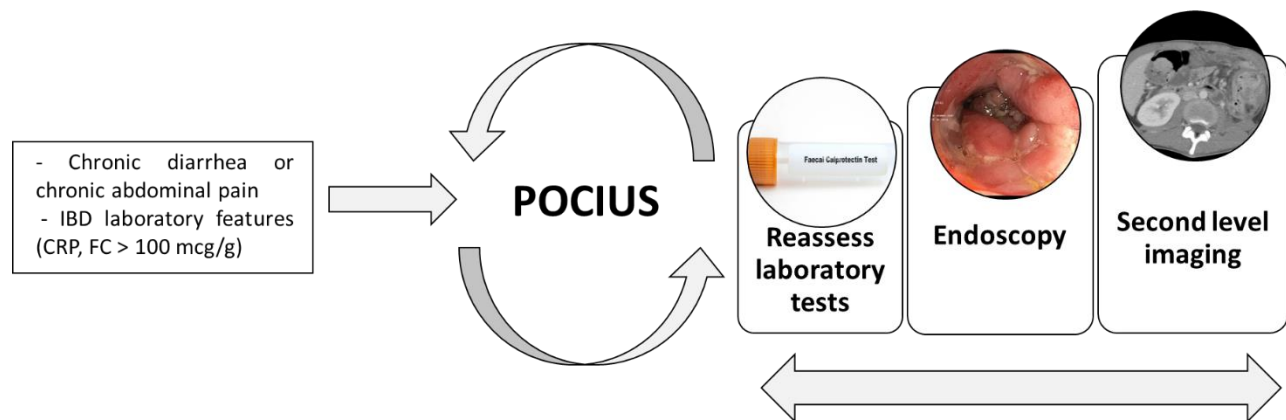 - Chronic diarrhea or
chronic abdominal pain
- IBD laboratory features
(CRP, FC > 100 mcg/g)
POCIUS
Faecal Calprotectin Test
Reassess
laboratory
tests
Endoscopy
Second level
imaging